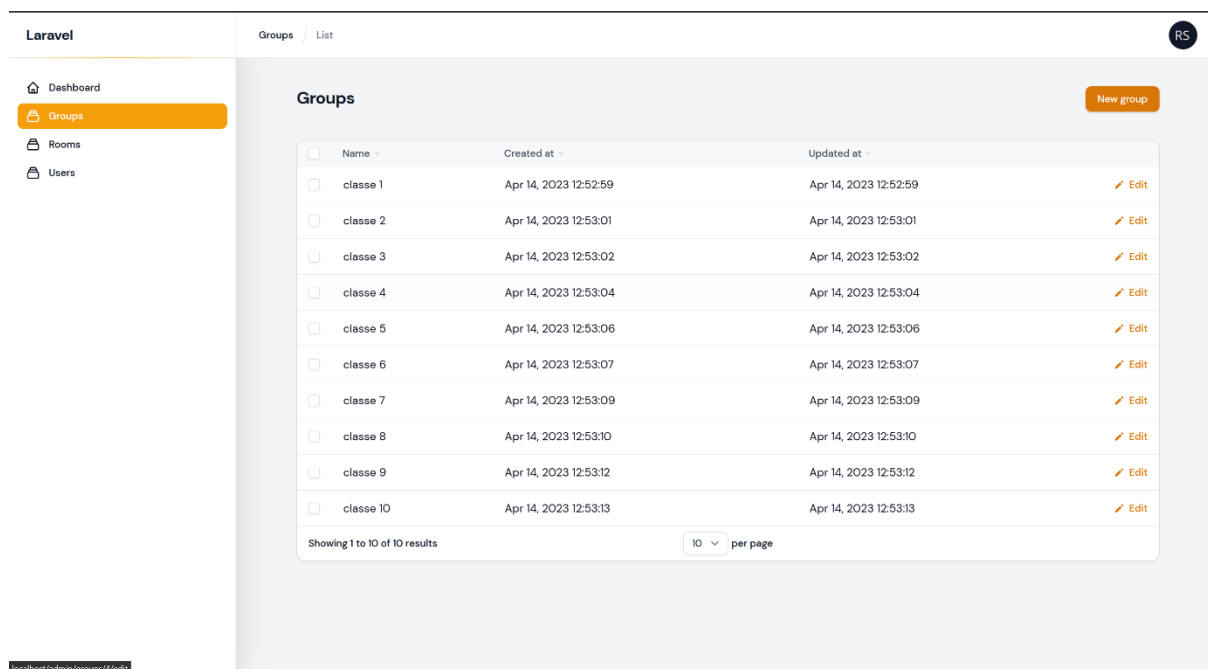 Laravel
Groups / List
RS
Dashboard
Groups
Rooms
Users
Groups
New group
Name Created at Updated at
classe 1 Apr 14, 2023 12:52:59 Apr 14, 2023 12:52:59 Edit
classe 2 Apr 14, 2023 12:53:01 Apr 14, 2023 12:53:01 Edit
classe 3 Apr 14, 2023 12:53:02 Apr 14, 2023 12:53:02 Edit
classe 4 Apr 14, 2023 12:53:04 Apr 14, 2023 12:53:04 Edit
classe 5 Apr 14, 2023 12:53:06 Apr 14, 2023 12:53:06 Edit
classe 6 Apr 14, 2023 12:53:07 Apr 14, 2023 12:53:07 Edit
classe 7 Apr 14, 2023 12:53:09 Apr 14, 2023 12:53:09 Edit
classe 8 Apr 14, 2023 12:53:10 Apr 14, 2023 12:53:10 Edit
classe 9 Apr 14, 2023 12:53:12 Apr 14, 2023 12:53:12 Edit
classe 10 Apr 14, 2023 12:53:13 Apr 14, 2023 12:53:13 Edit
Showing 1 to 10 of 10 results 10 per page